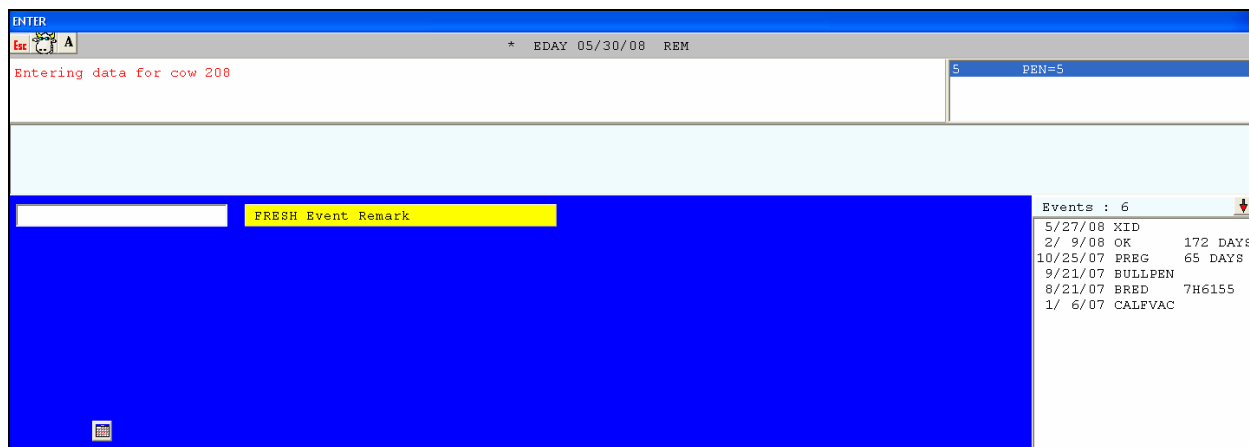 ENTER
Esc A * EDAY 05/30/08 REM
Entering data for cow 208
5 PEN=5
FRESH Event Remark
Events : 6
5/27/08 XID
2/ 9/08 OK 172 DAYS
10/25/07 PREG 65 DAYS
9/21/07 BULLPEN
8/21/07 BRED 7H6155
1/ 6/07 CALFVAC